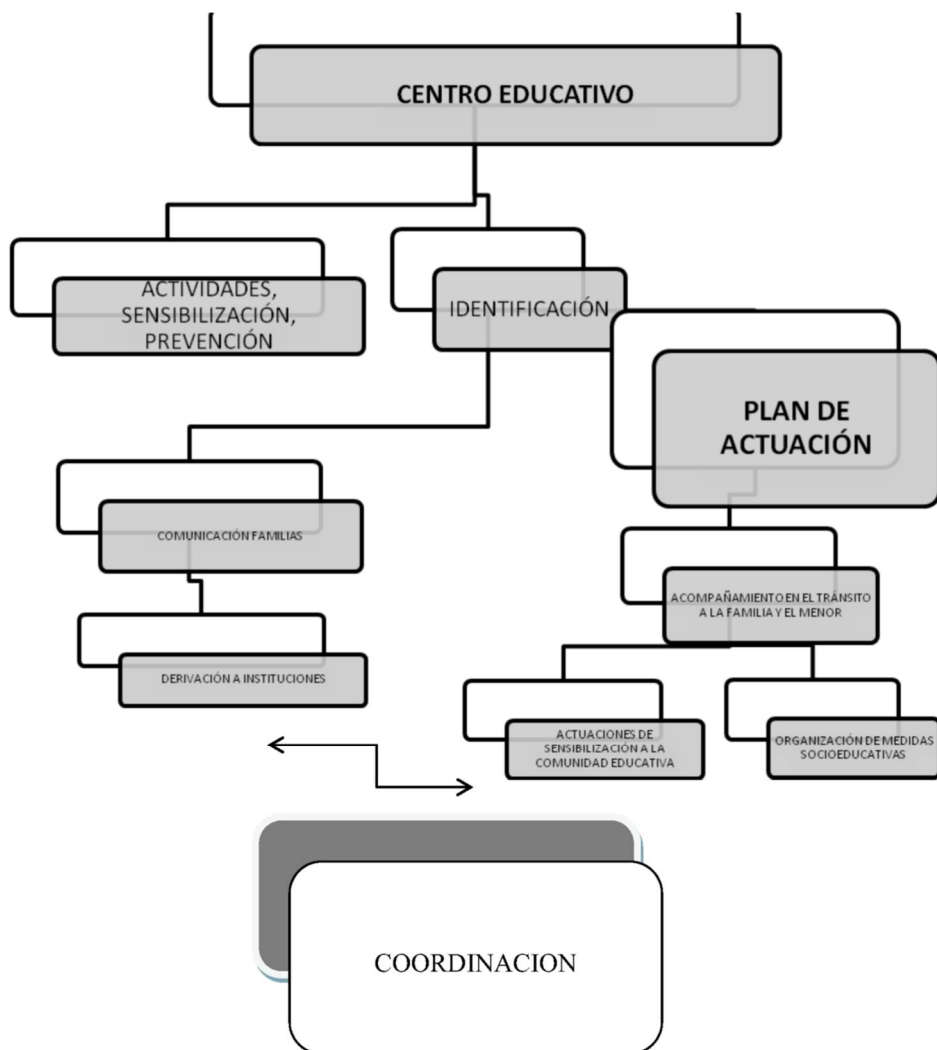 CENTRO EDUCATIVO
ACTIVIDADES,
SENSIBILIZACIÓN,
PREVENCIÓN
IDENTIFICACIÓN
PLAN DE
ACTUACIÓN
COMUNICACIÓN FAMILIAS
ACOMPAÑAMIENTO EN EL TRÁNSITO
A LA FAMILIA Y EL MENOR
DERIVACIÓN A INSTITUCIONES
ACTUACIONES DE
SENSIBILIZACIÓN A LA
COMUNIDAD EDUCATIVA
ORGANIZACIÓN DE MEDIDAS
SOCIOEDUCATIVAS
COORDINACION